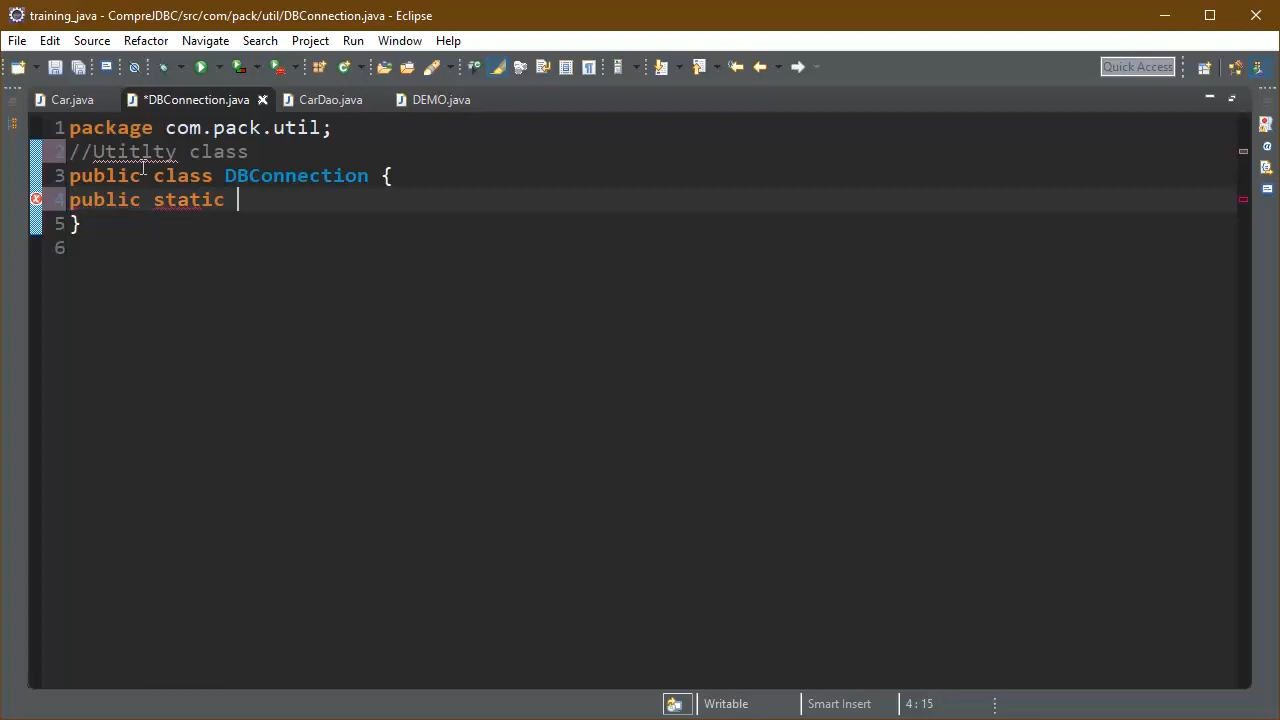 training_java - CompreJDBC/src/com/pack/util/DBConnection.java - Eclipse
File Edit Source Refactor Navigate Search Project Run Window Help
Quick Access
Car.java *DBConnection.java CarDao.java DEMO.java
1 package com.pack.util;
2 //Utitlty class
3 public class DBConnection {
4 public static
5 }
6
Writable Smart Insert 4 : 15